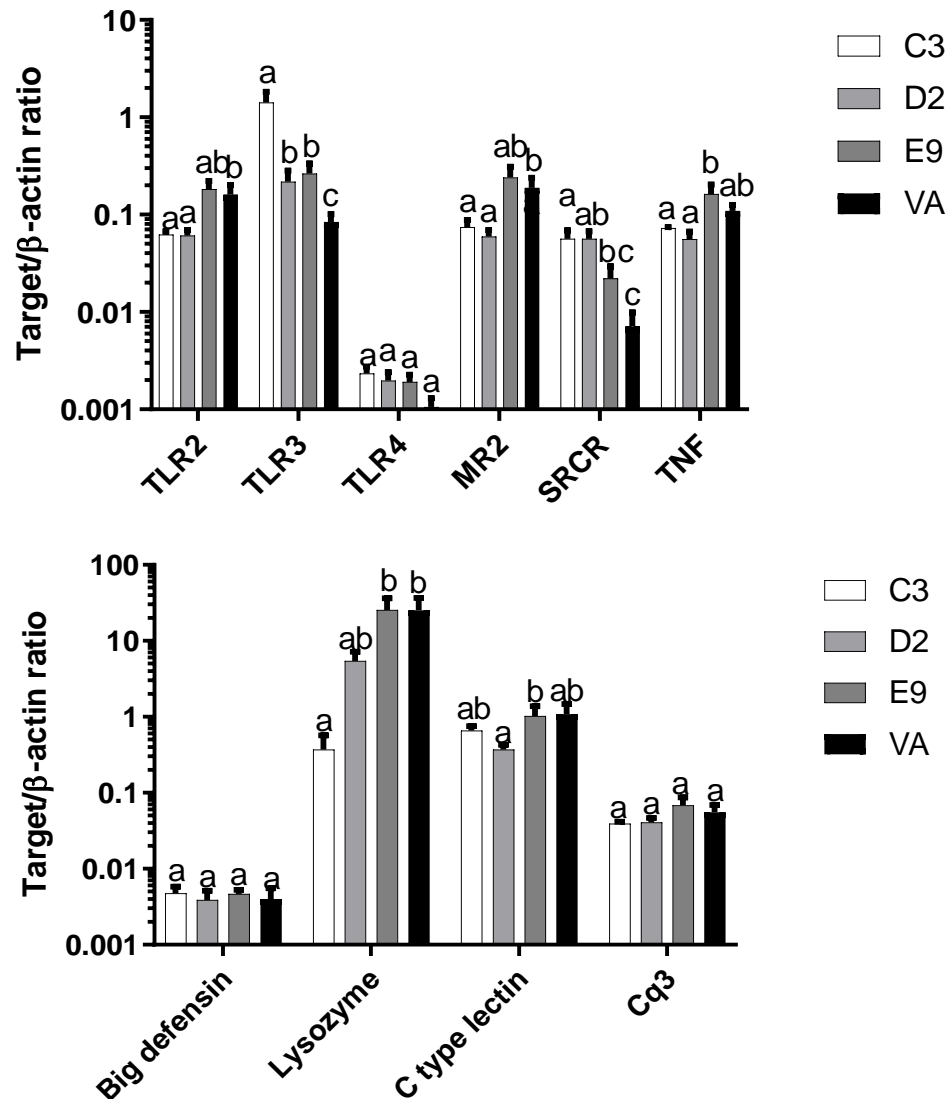 10
1
0.1
0.01
0.001
Target/β-actin ratio
a a ab b
a b b c
a a a a
a a ab b
a ab bc c
a a b ab
TLR2 TLR3 TLR4 MR2 SRCR TNF
C3
D2
E9
VA
100
10
1
0.1
0.01
0.001
Target/β-actin ratio
a a a a
a ab b b
ab a b ab
a a a a
Big defensin Lysozyme C type lectin Cq3
C3
D2
E9
VA